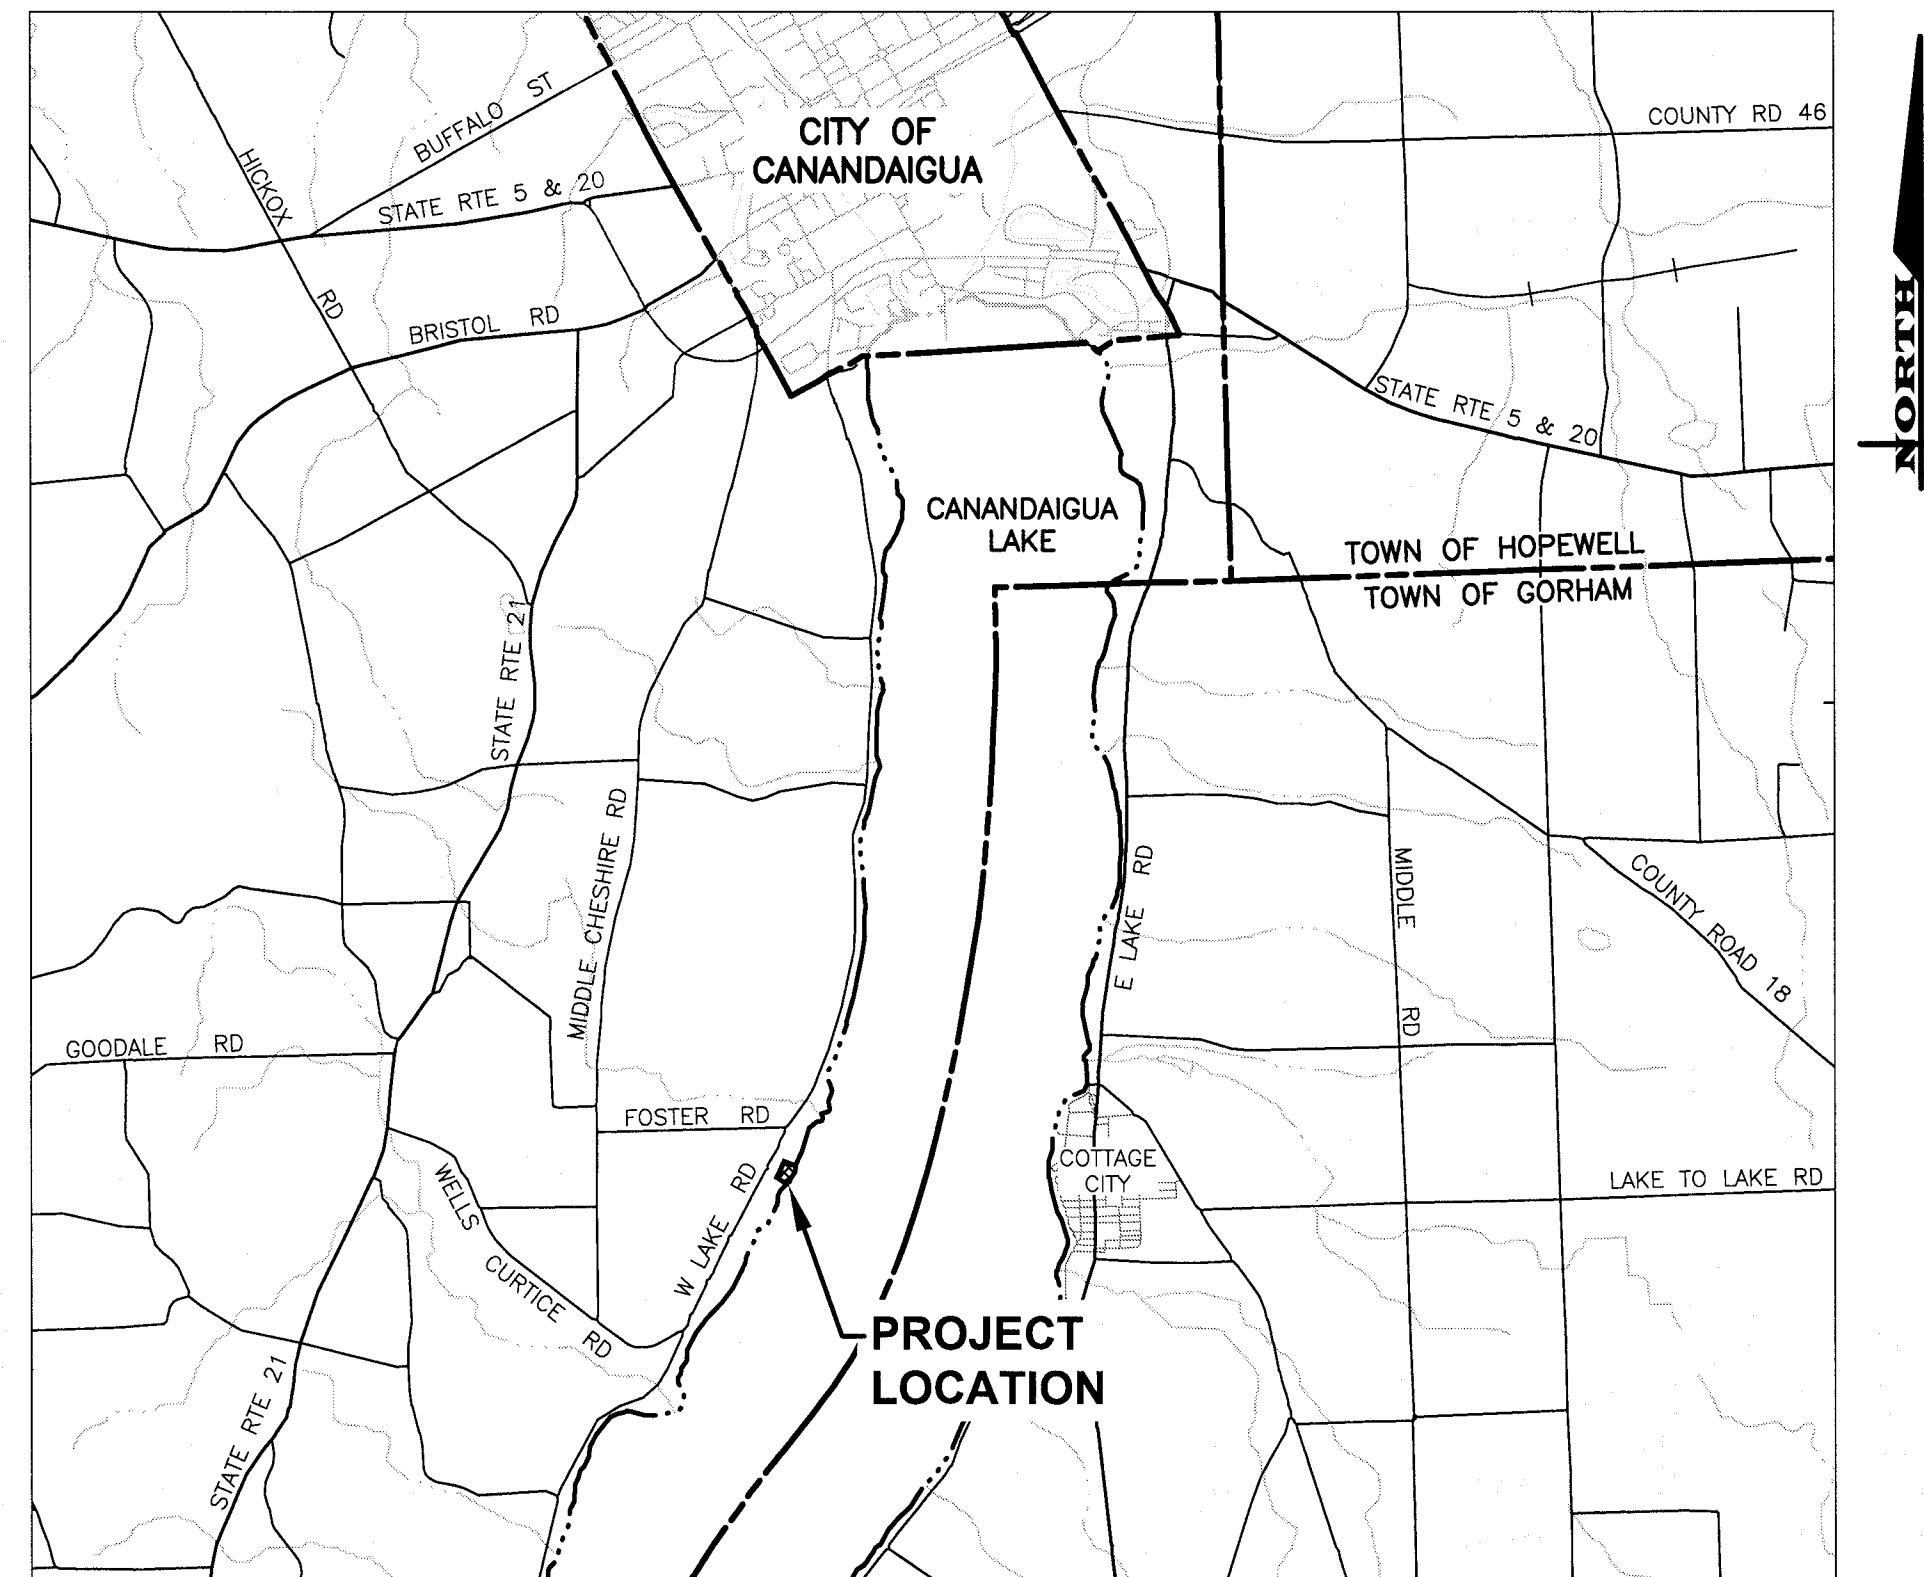 CITY OF
CANANDAIGUA
BUFFALO ST
HICKOX RD
STATE RTE 5 & 20
BRISTOL RD
COUNTY RD 46
NORTH
STATE RTE 5 & 20
CANANDAIGUA
LAKE
TOWN OF HOPEWELL
TOWN OF GORHAM
STATE RTE 21
MIDDLE CHESHIRE RD
E LAKE RD
MIDDLE RD
COUNTY ROAD 18
GOODALE RD
FOSTER RD
COTTAGE
CITY
LAKE TO LAKE RD
WELLS CURTICE RD
W LAKE RD
PROJECT
LOCATION
STATE RTE 21